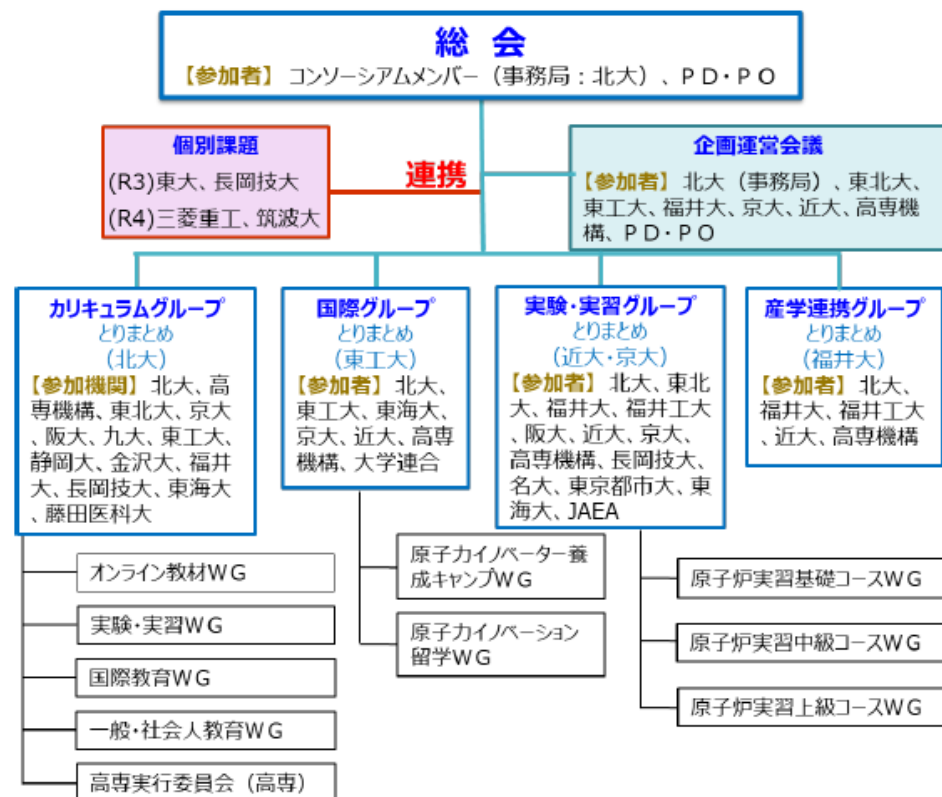 総 会
【参加者】コンソーシアムメンバー（事務局：北大）、ＰＤ・ＰＯ
個別課題
(R3)東大、長岡技大
(R4)三菱重工、筑波大
連携
企画運営会議
【参加者】北大（事務局）、東北大、
東工大、福井大、京大、近大、高専機
構、ＰＤ・ＰＯ
カリキュラムグループ
とりまとめ
(北大)
【参加機関】北大、高
専機構、東北大、京大
、阪大、九大、東工大、
静岡大、金沢大、福井
大、長岡技大、東海大
、藤田医科大
オンライン教材ＷＧ
実験・実習ＷＧ
国際教育ＷＧ
一般・社会人教育ＷＧ
高専実行委員会（高専）
国際グループ
とりまとめ
(東工大)
【参加者】北大、
東工大、東海大、
京大、近大、高専
機構、大学連合
原子力イノベーター養
成キャンプＷＧ
原子力イノベーション
留学ＷＧ
実験・実習グループ
とりまとめ
(近大・京大)
【参加者】北大、東北
大、福井大、福井工大
、阪大、近大、京大、
高専機構、長岡技大、
名大、東京都市大、東
海大、JAEA
原子炉実習基礎コースＷＧ
原子炉実習中級コースＷＧ
原子炉実習上級コースＷＧ
産学連携グループ
とりまとめ
(福井大)
【参加者】北大、
福井大、福井工大
、近大、高専機構